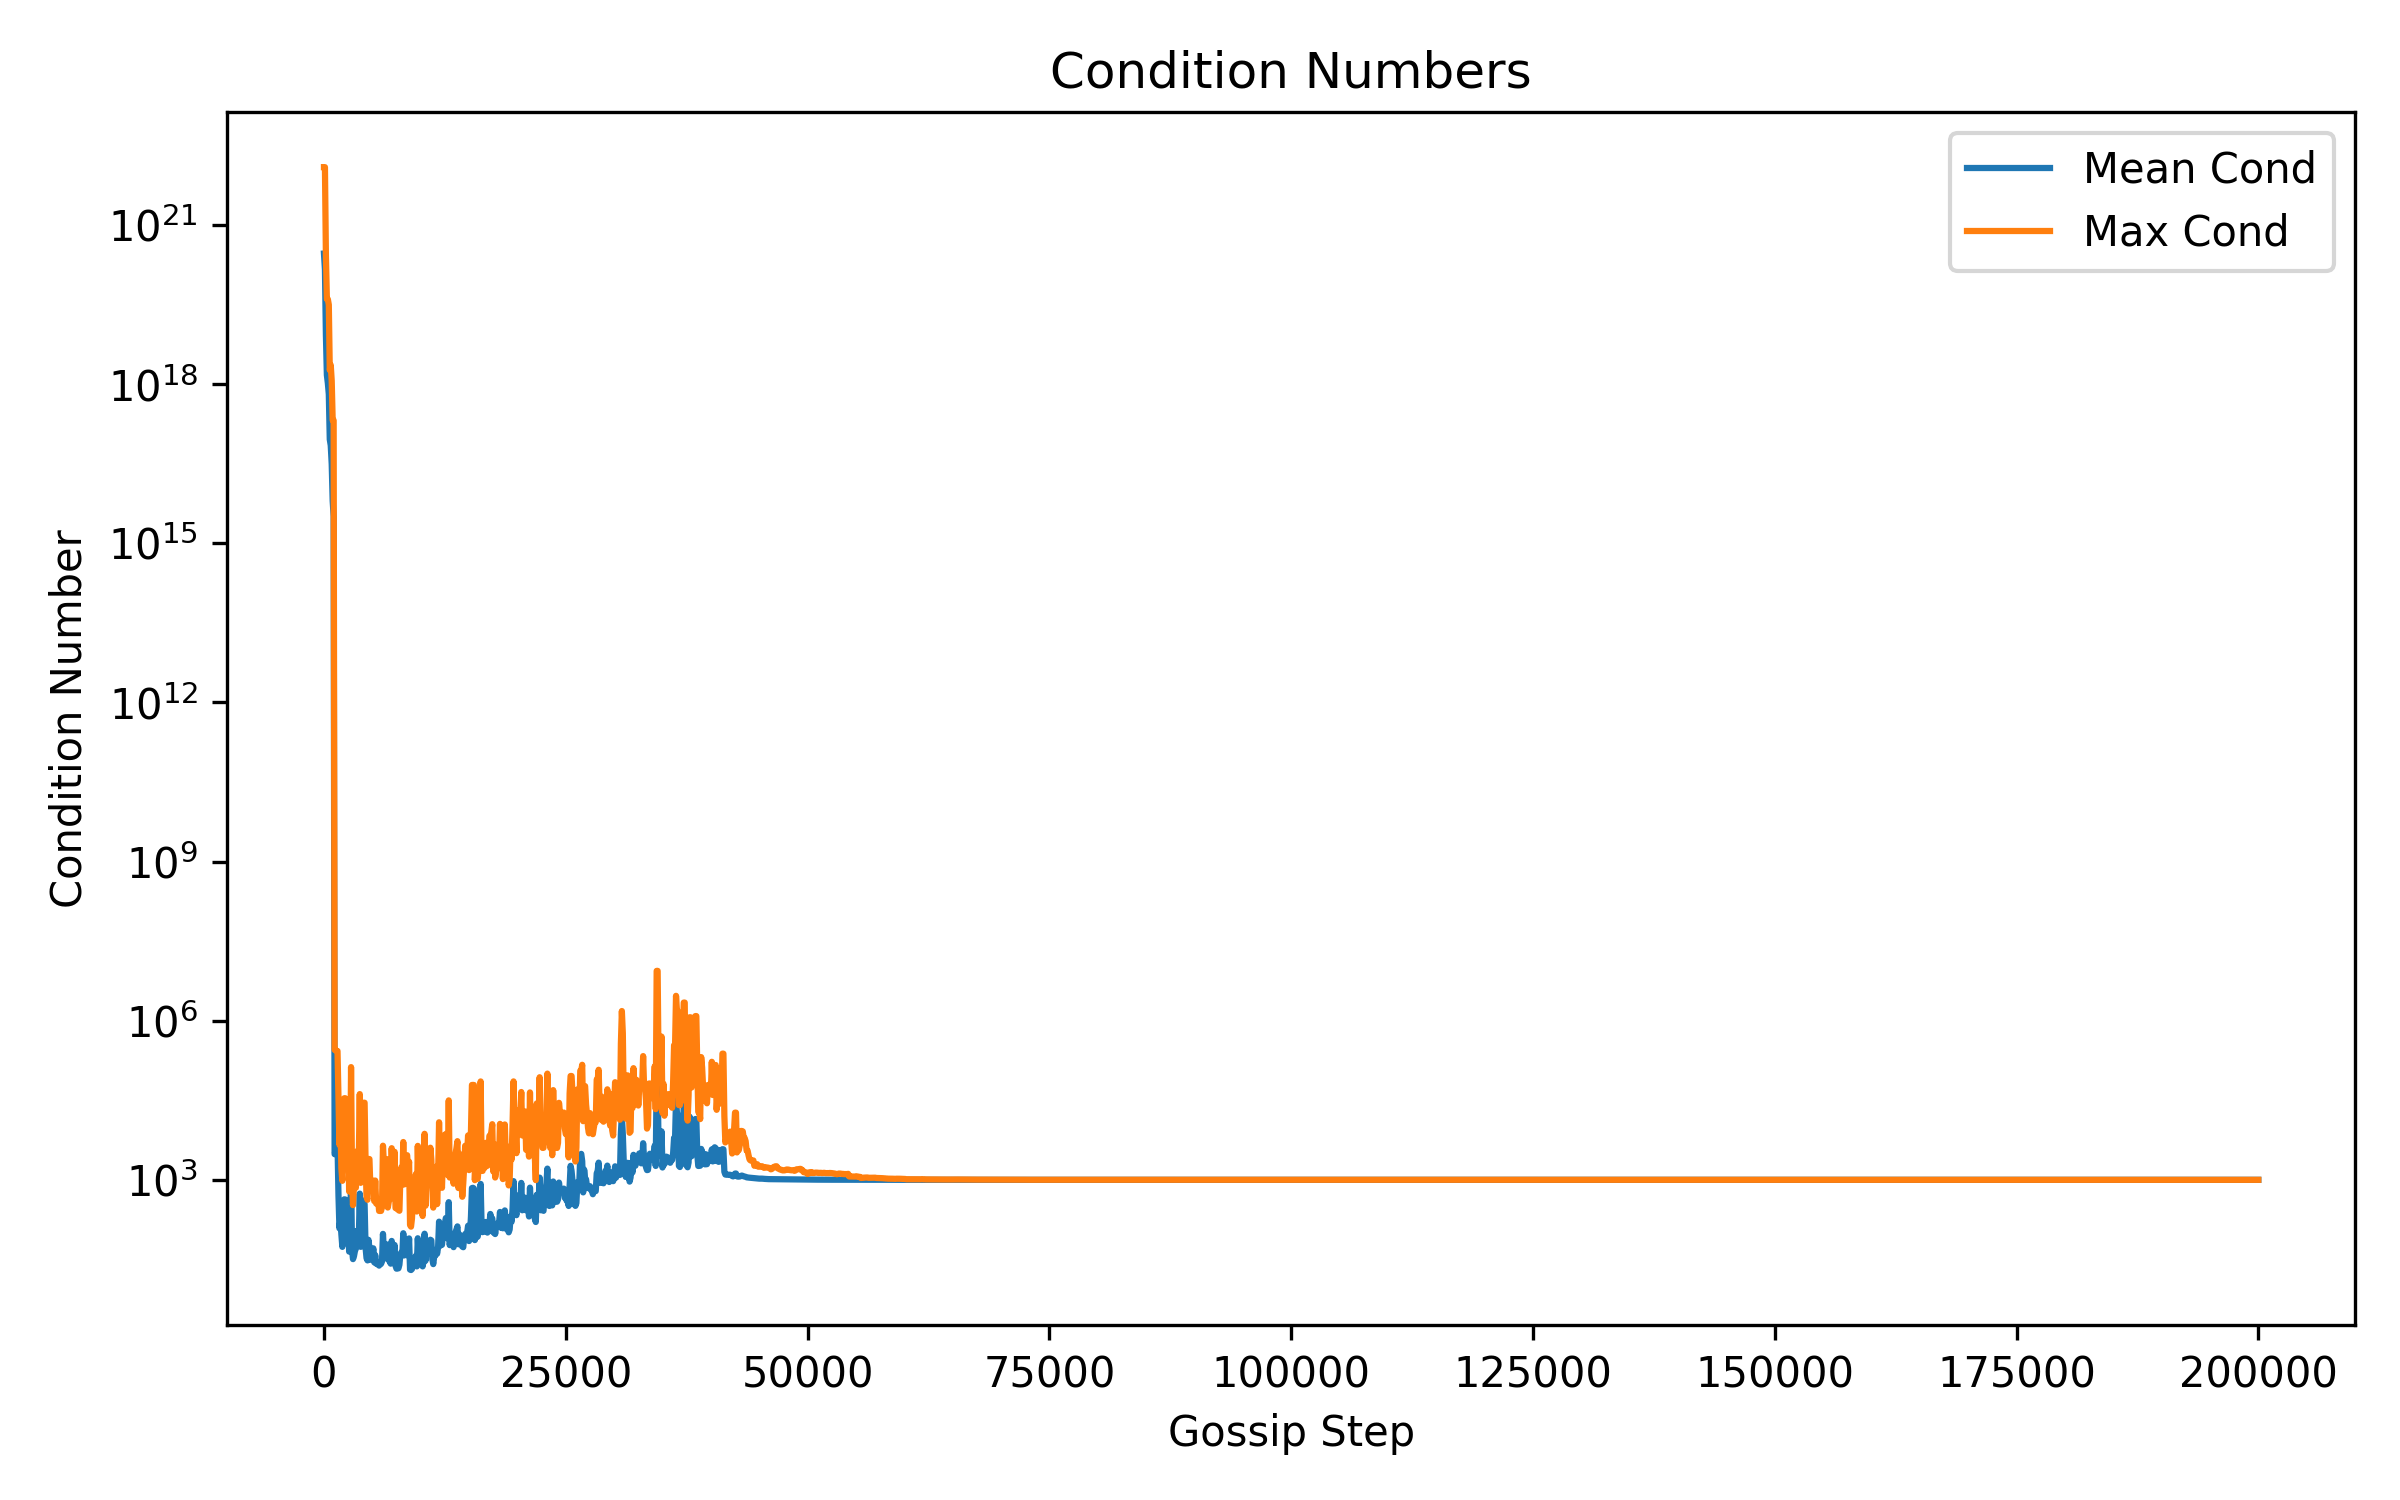 Condition Numbers
Mean Cond
Max Cond
Condition Number
10^21
10^18
10^15
10^12
10^9
10^6
10^3
0 25000 50000 75000 100000 125000 150000 175000 200000
Gossip Step